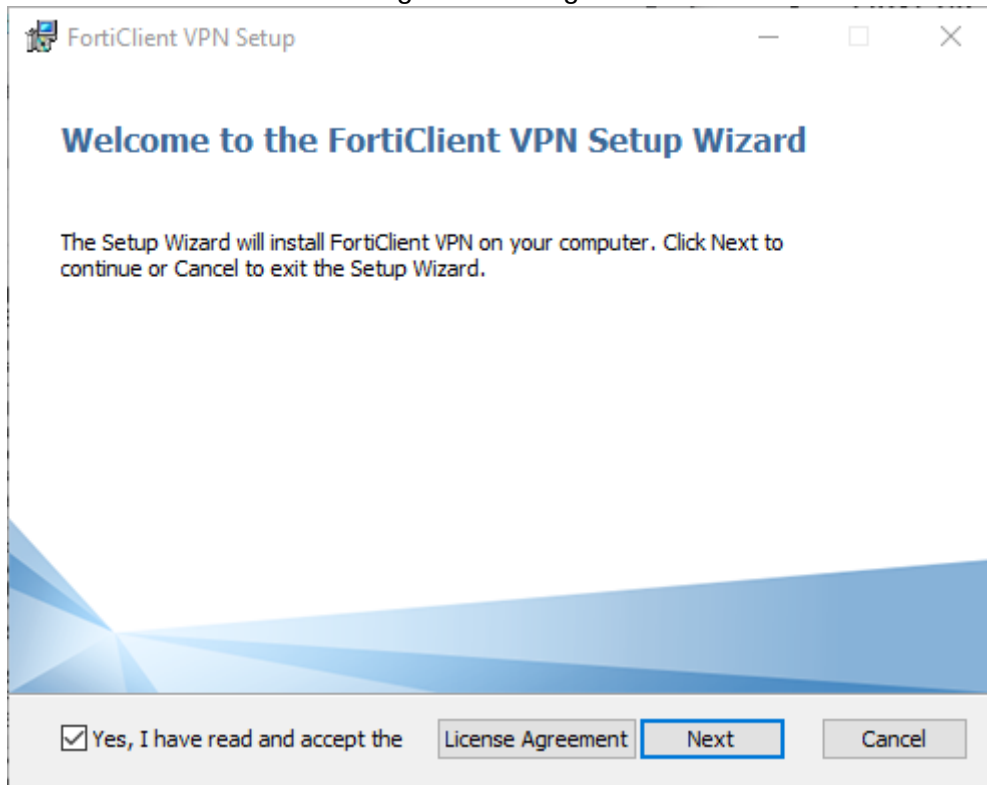 FortiClient VPN Setup
Welcome to the FortiClient VPN Setup Wizard
The Setup Wizard will install FortiClient VPN on your computer. Click Next to
continue or Cancel to exit the Setup Wizard.
Yes, I have read and accept the License Agreement Next Cancel